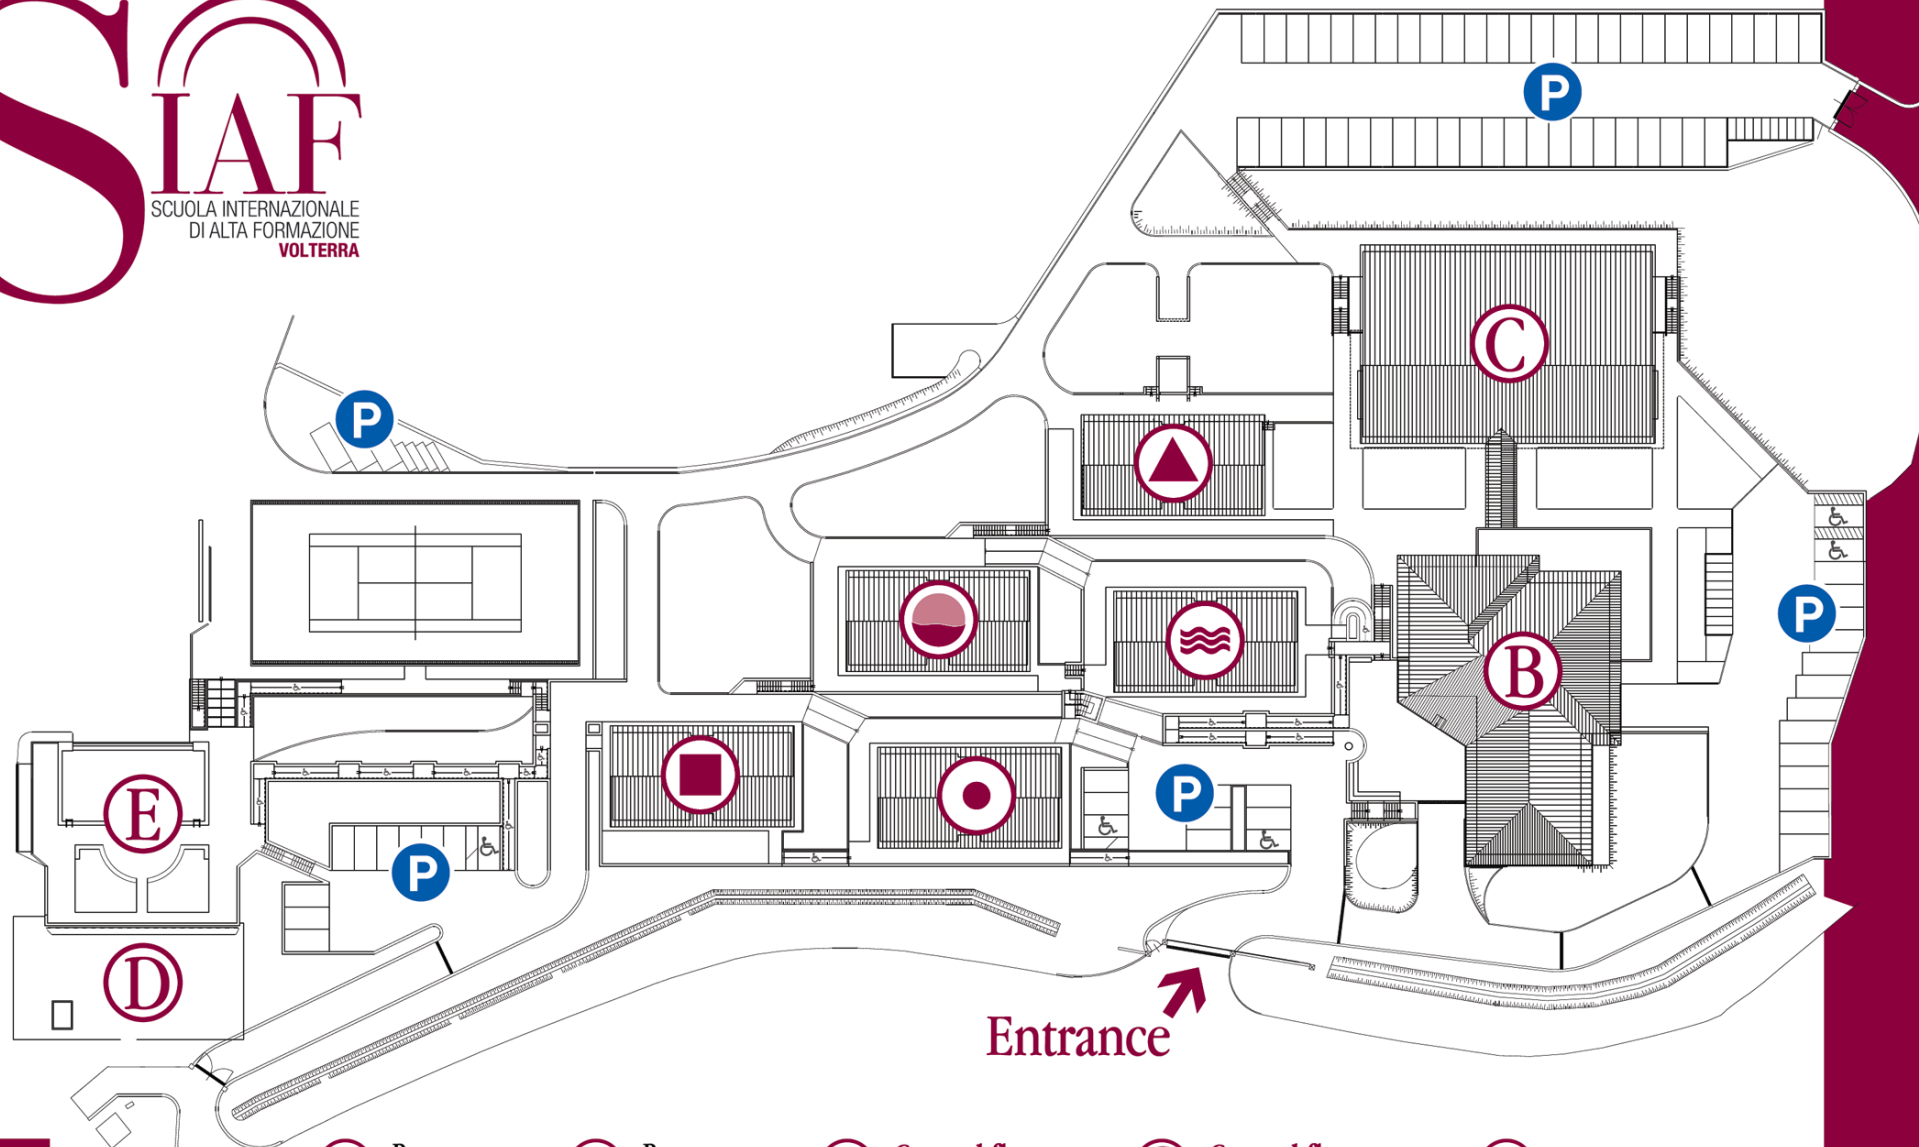 SIAF
SCUOLA INTERNAZIONALE
DI ALTA FORMAZIONE
VOLTERRA
P
C
P
P
B
P
E
P
D
Entrance